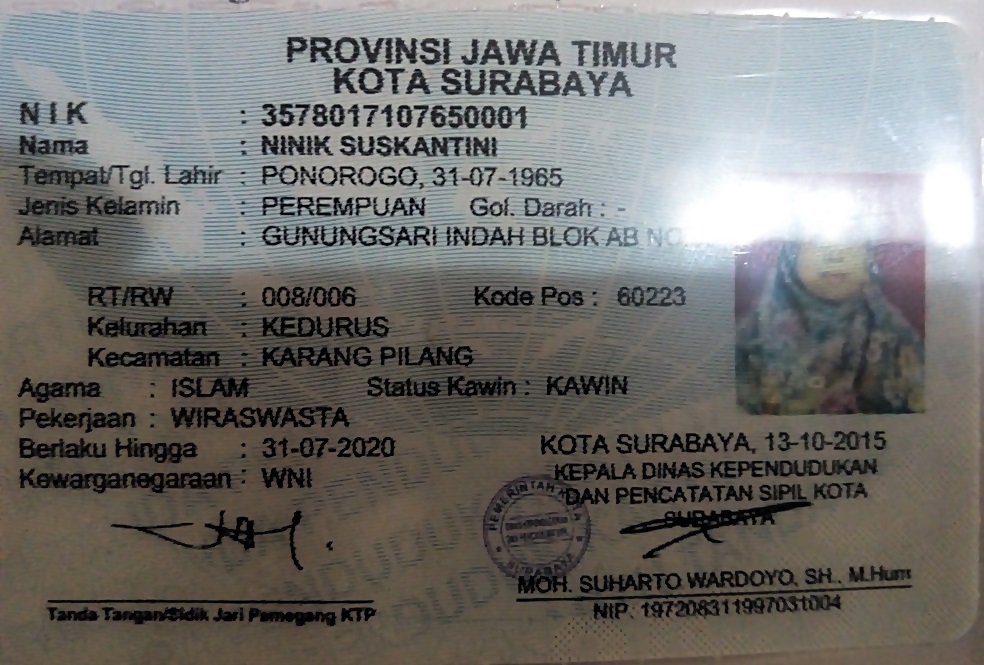 PROVINSI JAWA TIMUR
KOTA SURABAYA
NIK : 3578017107650001
Nama : NINIK SUSKANTINI
Tempat/Tgl. Lahir : PONOROGO, 31-07-1965
Jenis Kelamin : PEREMPUAN Gol. Darah : -
Alamat : GUNUNGSARI INDAH BLOK AB NO
RT/RW : 008/006 Kode Pos : 60223
Kelurahan : KEDURUS
Kecamatan : KARANG PILANG
Agama : ISLAM Status Kawin : KAWIN
Pekerjaan : WIRASWASTA
Berlaku Hingga : 31-07-2020
Kewarganegaraan : WNI
KOTA SURABAYA, 13-10-2015
KEPALA DINAS KEPENDUDUKAN
DAN PENCATATAN SIPIL KOTA
SURABAYA
PEMERINTAH KOTA
SURABAYA
MOH. SUHARTO WARDOYO, SH., M.Hum
NIP. 197208311997031004
Tanda Tangan/Sidik Jari Pemegang KTP